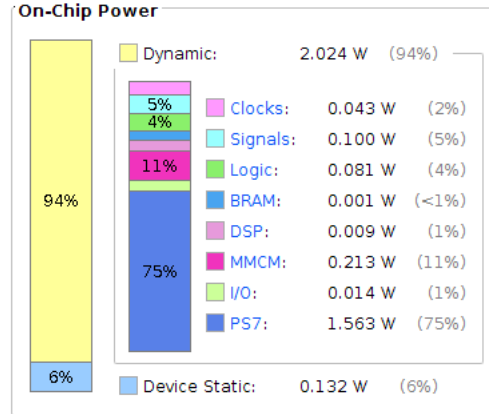 On-Chip Power
Dynamic: 2.024 W (94%)
94%
6%
5%
4%
11%
75%
Clocks: 0.043 W (2%)
Signals: 0.100 W (5%)
Logic: 0.081 W (4%)
BRAM: 0.001 W (<1%)
DSP: 0.009 W (1%)
MMCM: 0.213 W (11%)
I/O: 0.014 W (1%)
PS7: 1.563 W (75%)
Device Static: 0.132 W (6%)